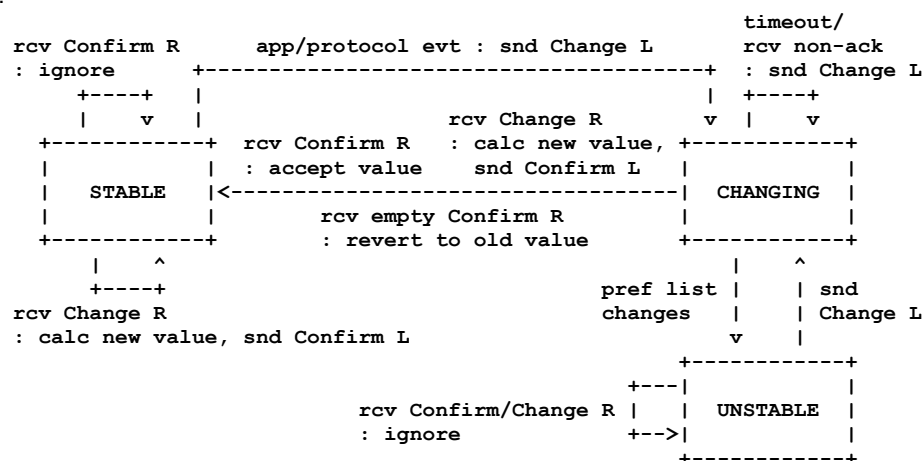 timeout/
rcv Confirm R app/protocol evt : snd Change L rcv non-ack
: ignore : snd Change L
rcv Change R
rcv Confirm R : calc new value,
: accept value snd Confirm L
STABLE CHANGING
rcv empty Confirm R
: revert to old value
pref list snd
rcv Change R changes Change L
: calc new value, snd Confirm L
rcv Confirm/Change R UNSTABLE
: ignore